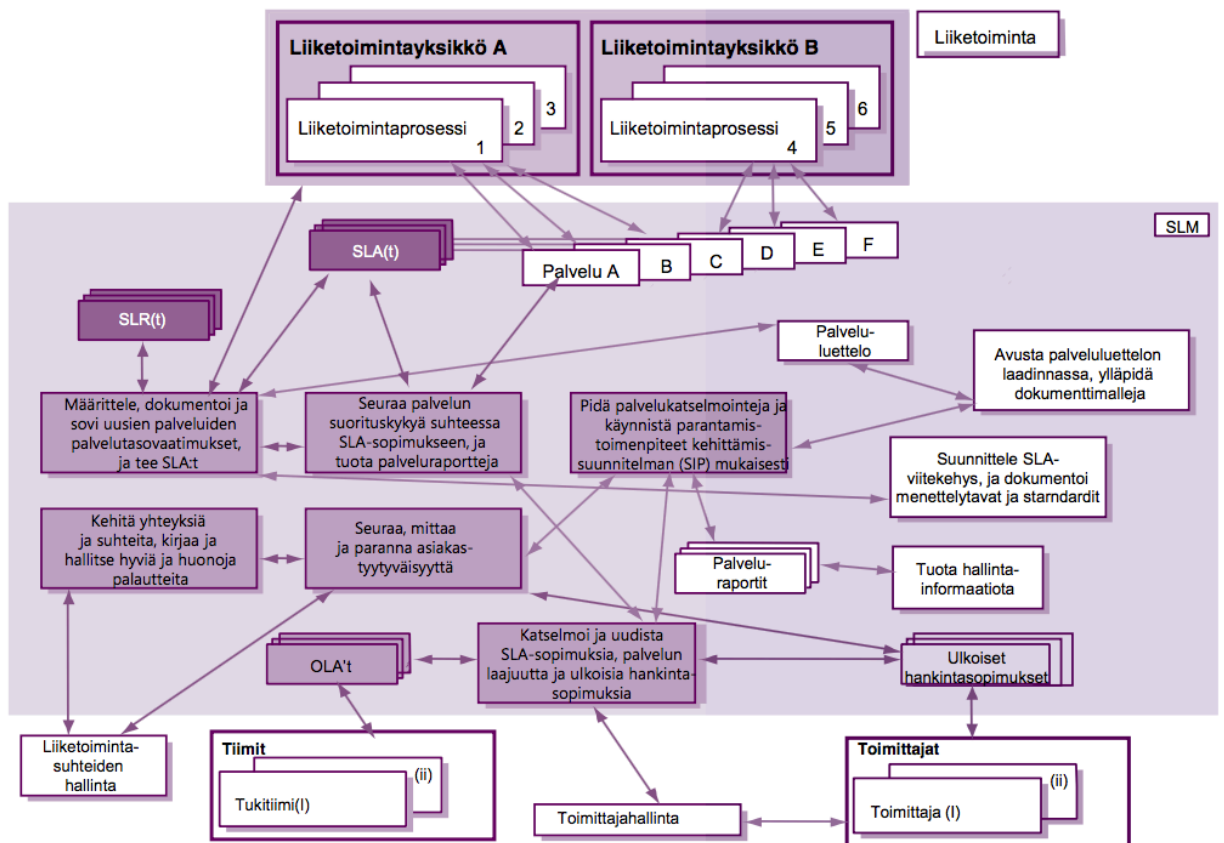 Liiketoimintayksikkö A
Liiketoimintayksikkö B
Liiketoiminta
3
2
Liiketoimintaprosessi
1
6
5
Liiketoimintaprosessi
4
SLM
SLA(t)
Palvelu A
B
C
D
E
F
SLR(t)
Palvelu-
luettelo
Avusta palveluluettelon
laadinnassa, ylläpidä
dokumenttimalleja
Määrittele, dokumentoi ja
sovi uusien palveluiden
palvelutasovaatimukset,
ja tee SLA:t
Seuraa palvelun
suorituskykyä suhteessa
SLA-sopimukseen, ja
tuota palveluraportteja
Pidä palvelukatselmointeja ja
käynnistä parantamis-
toimenpiteet kehittämis-
suunnitelman (SIP) mukaisesti
Suunnittele SLA-
viitekehys, ja dokumentoi
menettelytavat ja starndardit
Kehitä yhteyksiä
ja suhteita, kirjaa ja
hallitse hyviä ja huonoja
palautteita
Seuraa, mittaa
ja paranna asiakas-
tyytyväisyyttä
Palvelu-
raportit
Tuota hallinta-
informaatiota
OLA't
Katselmoi ja uudista
SLA-sopimuksia, palvelun
laajuutta ja ulkoisia hankinta-
sopimuksia
Ulkoiset
hankintasopimukset
Liiketoiminta-
suhteiden
hallinta
Tiimit
(ii)
Tukitiimi(I)
Toimittajahallinta
Toimittajat
(ii)
Toimittaja (I)